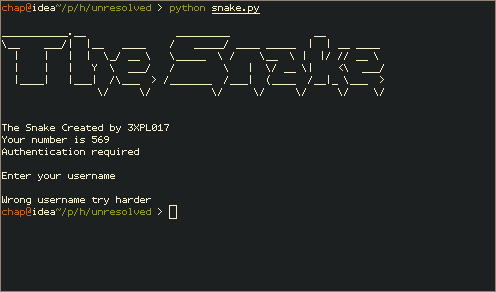 chap@idea~/p/h/unresolved > python snake.py
The Snake
The Snake Created by 3XPL017
Your number is 569
Authentication required
Enter your username
Wrong username try harder
chap@idea~/p/h/unresolved >